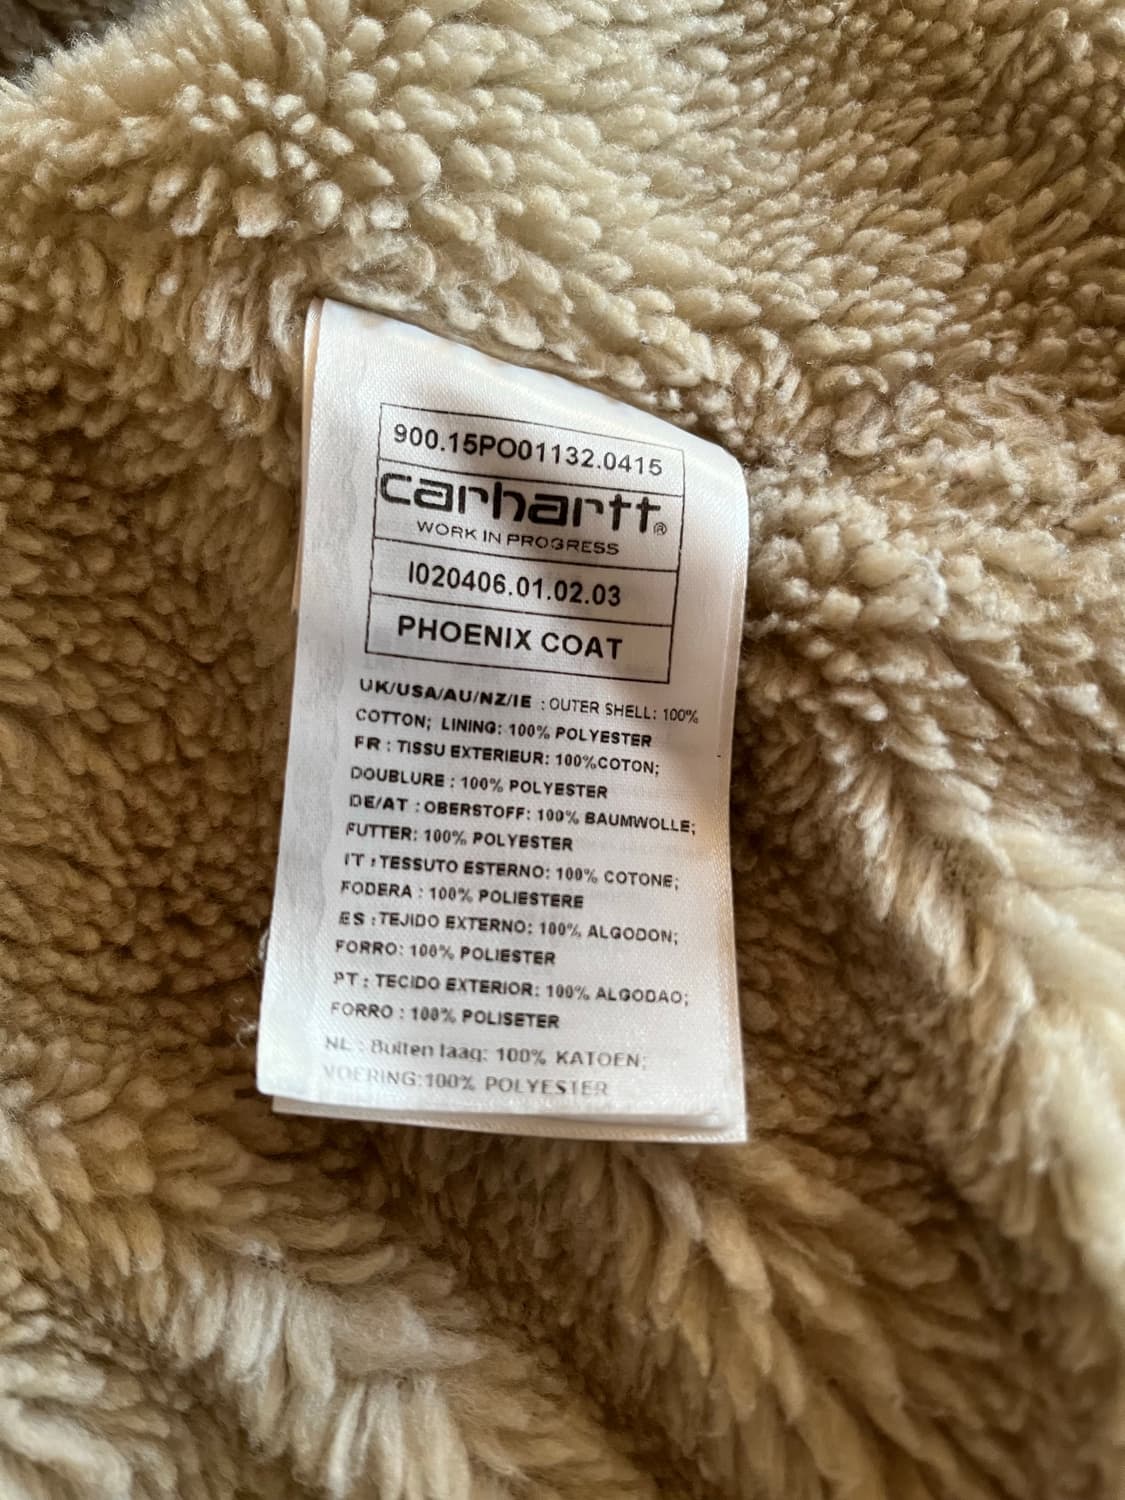 900.15PO01132.0415
carhartt®
WORK IN PROGRESS
I020406.01.02.03
PHOENIX COAT
UK/USA/AU/NZ/IE : OUTER SHELL: 100%
COTTON; LINING: 100% POLYESTER
FR : TISSU EXTERIEUR: 100%COTON;
DOUBLURE : 100% POLYESTER
DE/AT : OBERSTOFF: 100% BAUMWOLLE;
FUTTER: 100% POLYESTER
IT : TESSUTO ESTERNO: 100% COTONE;
FODERA : 100% POLIESTERE
ES : TEJIDO EXTERNO: 100% ALGODON;
FORRO: 100% POLIESTER
PT : TECIDO EXTERIOR: 100% ALGODAO;
FORRO : 100% POLISETER
NL : Buiten laag: 100% KATOEN;
VOERING:100% POLYESTER